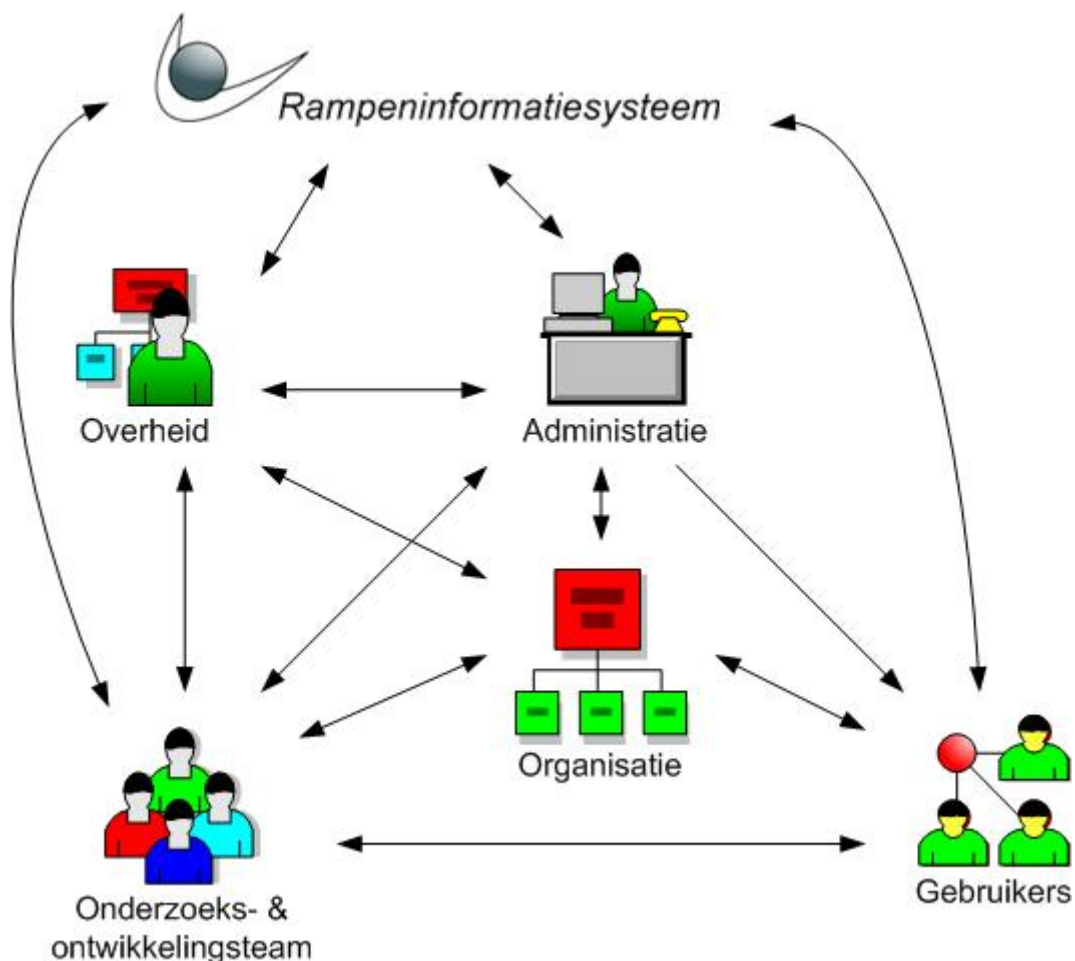 Rampeninformatiesysteem
Overheid
Administratie
Organisatie
Onderzoeks- &
ontwikkelingsteam
Gebruikers